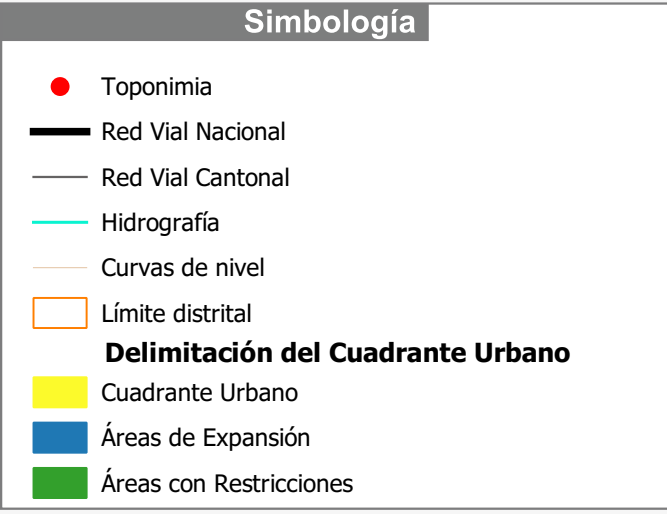 Simbología
Toponimia
Red Vial Nacional
Red Vial Cantonal
Hidrografía
Curvas de nivel
Límite distrital
Delimitación del Cuadrante Urbano
Cuadrante Urbano
Áreas de Expansión
Áreas con Restricciones